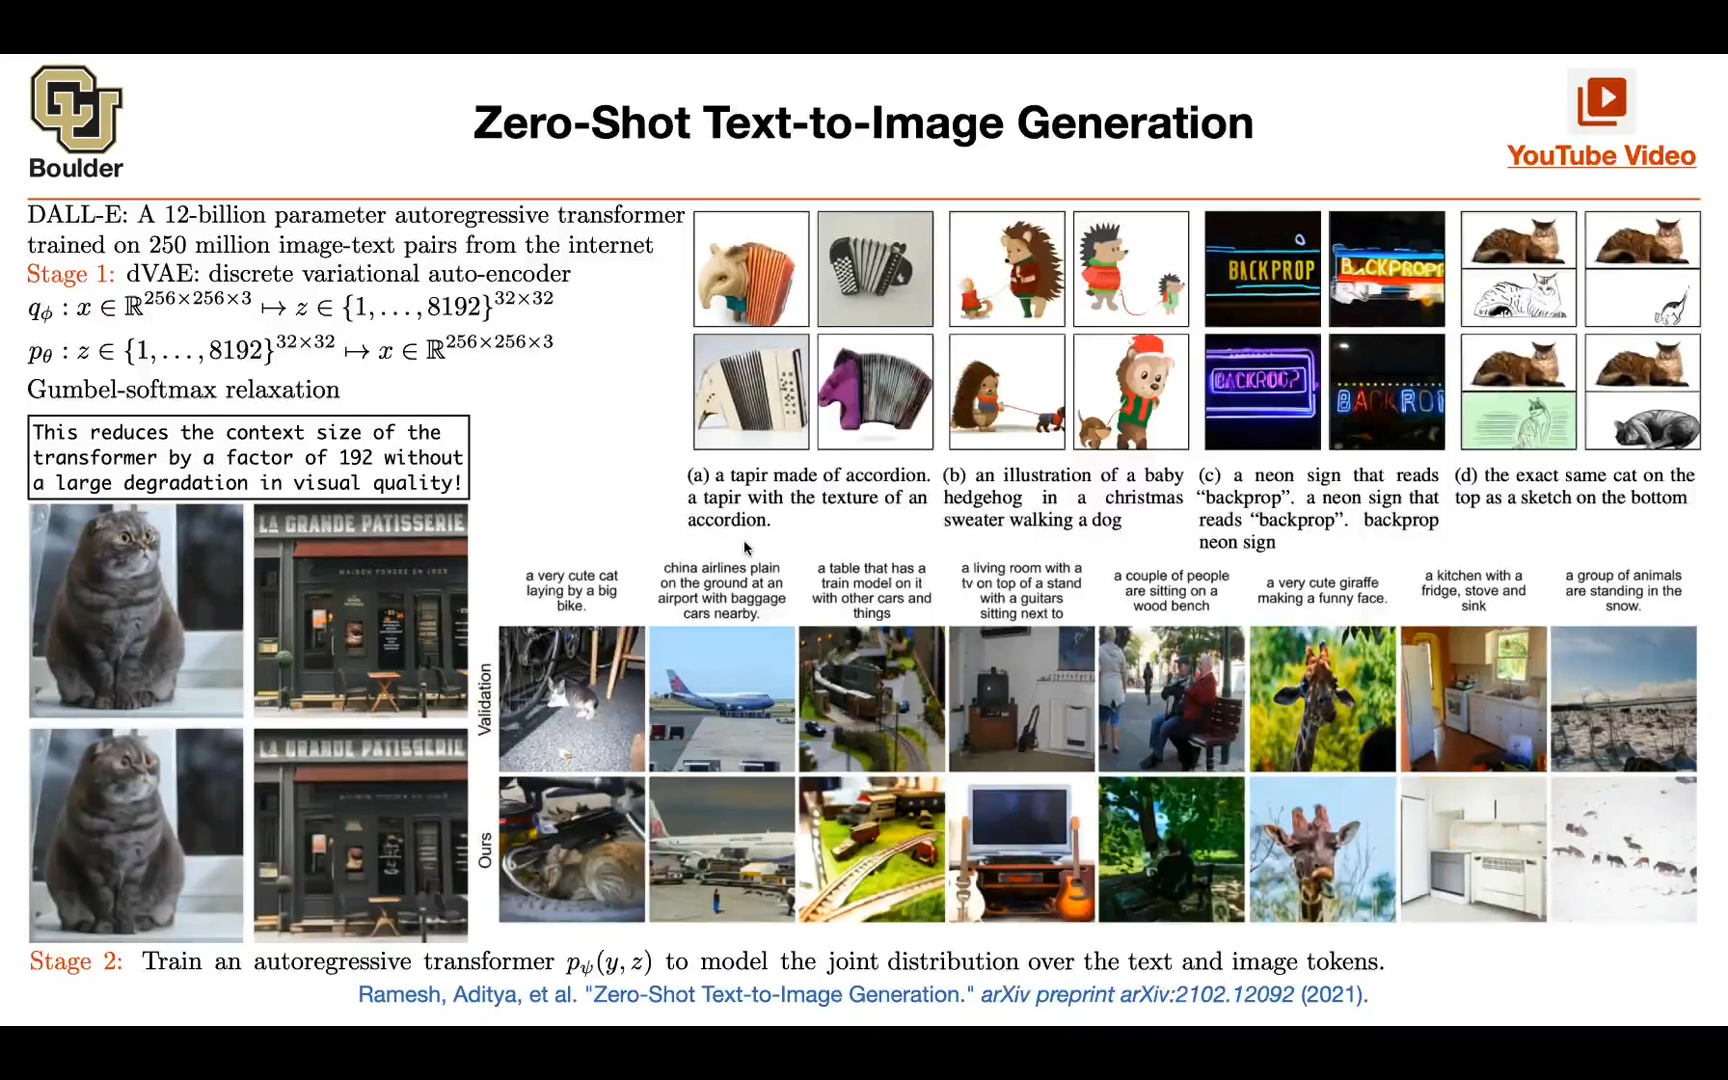 CU
Boulder
Zero-Shot Text-to-Image Generation
YouTube Video
DALL-E: A 12-billion parameter autoregressive transformer
trained on 250 million image-text pairs from the internet
Stage 1: dVAE: discrete variational auto-encoder
qϕ : x ∈ ℝ^256×256×3 ↦ z ∈ {1, . . . , 8192}^32×32
pθ : z ∈ {1, . . . , 8192}^32×32 ↦ x ∈ ℝ^256×256×3
Gumbel-softmax relaxation
This reduces the context size of the
transformer by a factor of 192 without
a large degradation in visual quality!
LA GRANDE PATISSERIE
LA GRANDE PATISSERIE
BACKPROP
BACKPROP
BACKROG?
BACKROP
(a) a tapir made of accordion.
a tapir with the texture of an
accordion.
(b) an illustration of a baby
hedgehog in a christmas
sweater walking a dog
(c) a neon sign that reads
“backprop”. a neon sign that
reads “backprop”. backprop
neon sign
(d) the exact same cat on the
top as a sketch on the bottom
a very cute cat
laying by a big
bike.
china airlines plain
on the ground at an
airport with baggage
cars nearby.
a table that has a
train model on it
with other cars and
things
a living room with a
tv on top of a stand
with a guitars
sitting next to
a couple of people
are sitting on a
wood bench
a very cute giraffe
making a funny face.
a kitchen with a
fridge, stove and
sink
a group of animals
are standing in the
snow.
Validation
Ours
Stage 2: Train an autoregressive transformer pψ(y, z) to model the joint distribution over the text and image tokens.
Ramesh, Aditya, et al. "Zero-Shot Text-to-Image Generation." arXiv preprint arXiv:2102.12092 (2021).